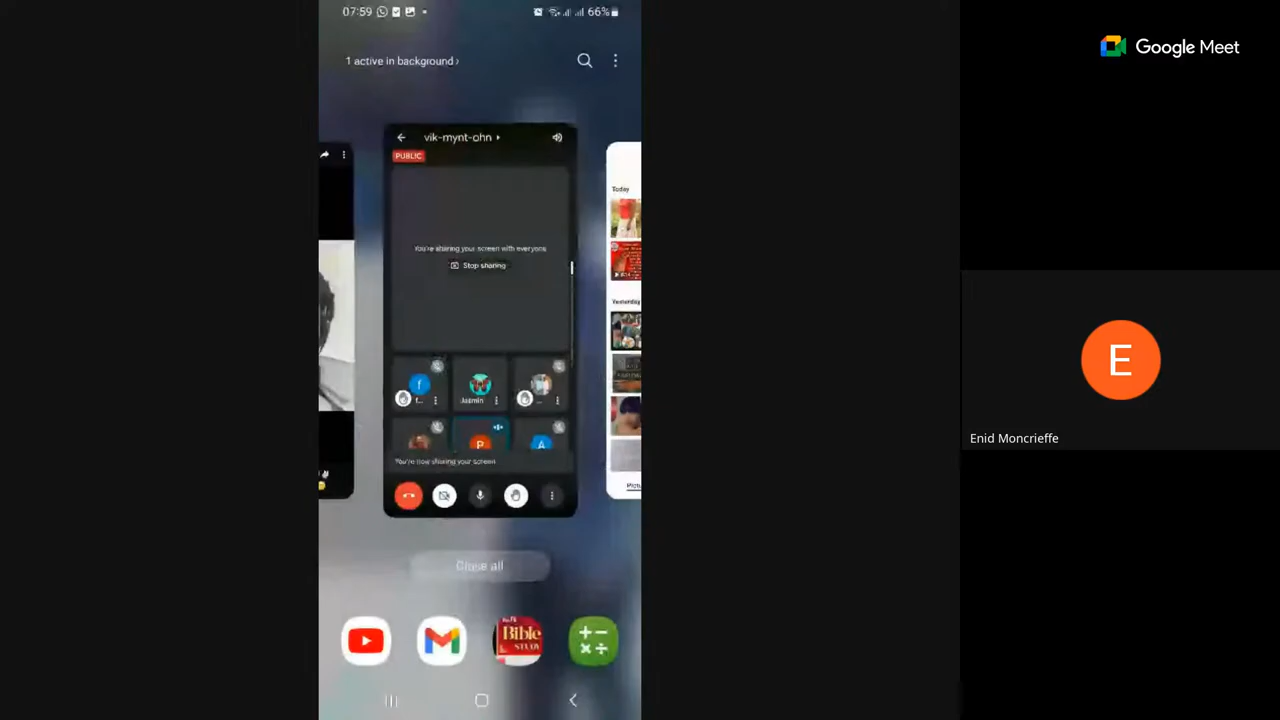 07:59
66%
Google Meet
1 active in background ›
vik-mynt-ohn
PUBLIC
Today
You're sharing your screen with everyone
Stop sharing
Yesterday
f
f...
Jasmin
...
P
A
You're now sharing your screen
E
Enid Moncrieffe
Close all
Bible
STUDY